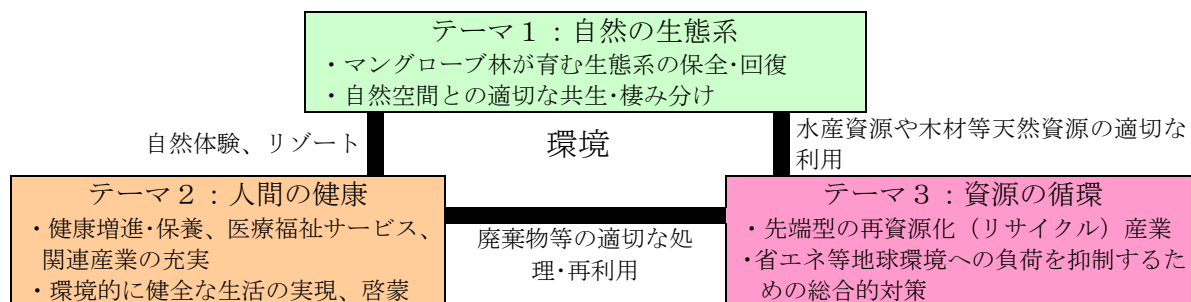 テーマ１：自然の生態系
・マングローブ林が育む生態系の保全･回復
・自然空間との適切な共生･棲み分け
自然体験、リゾート
環境
水産資源や木材等天然資源の適切な
利用
テーマ２：人間の健康
・健康増進･保養、医療福祉サービス、
関連産業の充実
・環境的に健全な生活の実現、啓蒙
廃棄物等の適切な処
理･再利用
テーマ３：資源の循環
・先端型の再資源化（リサイクル）産業
･省エネ等地球環境への負荷を抑制するた
めの総合的対策